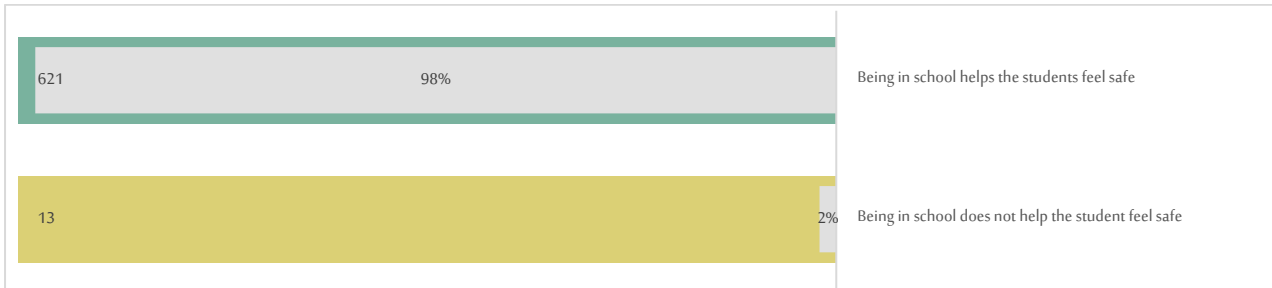 621 98% Being in school helps the students feel safe
13 2% Being in school does not help the student feel safe